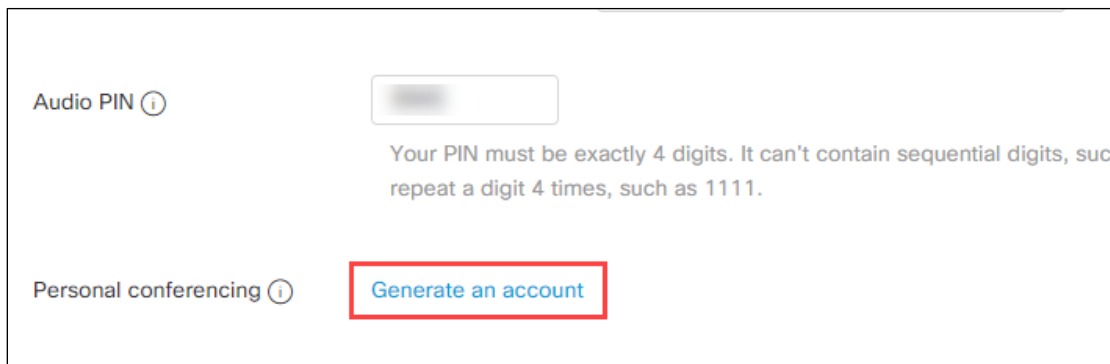 Audio PIN
Your PIN must be exactly 4 digits. It can't contain sequential digits, suc
repeat a digit 4 times, such as 1111.
Personal conferencing
Generate an account